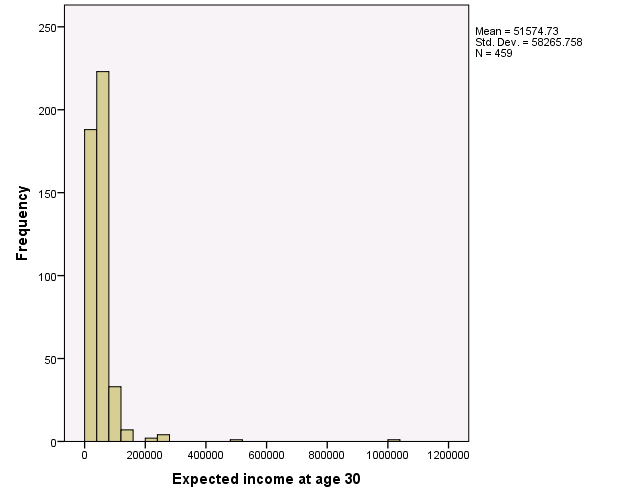 Mean = 51574.73
Std. Dev. = 58265.758
N = 459
250
200
150
100
50
0
Frequency
0 200000 400000 600000 800000 1000000 1200000
Expected income at age 30